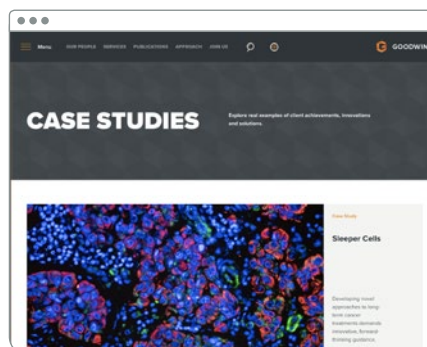 Menu OUR PEOPLE SERVICES PUBLICATIONS APPROACH JOIN US GOODWIN
CASE STUDIES
Explore real examples of client achievements, innovations
and solutions.
Case Study
Sleeper Cells
Developing novel
approaches to long-
term cancer
treatments demands
innovative, forward
thinking guidance.